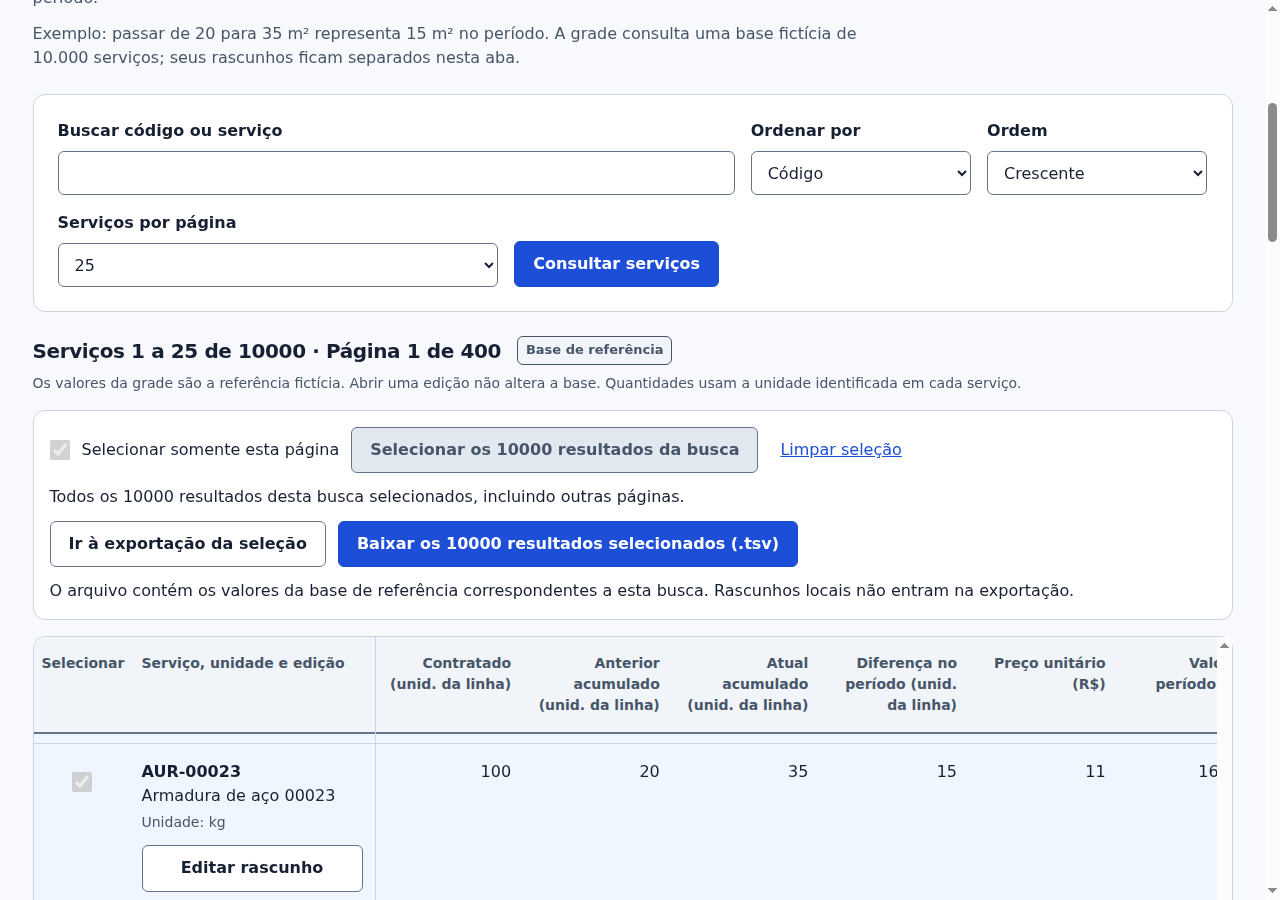 período.
Exemplo: passar de 20 para 35 m² representa 15 m² no período. A grade consulta uma base fictícia de
10.000 serviços; seus rascunhos ficam separados nesta aba.
Buscar código ou serviço
Ordenar por
Ordem
Código
Crescente
Serviços por página
25
Consultar serviços
Serviços 1 a 25 de 10000 · Página 1 de 400
Base de referência
Os valores da grade são a referência fictícia. Abrir uma edição não altera a base. Quantidades usam a unidade identificada em cada serviço.
Selecionar somente esta página
Selecionar os 10000 resultados da busca
Limpar seleção
Todos os 10000 resultados desta busca selecionados, incluindo outras páginas.
Ir à exportação da seleção
Baixar os 10000 resultados selecionados (.tsv)
O arquivo contém os valores da base de referência correspondentes a esta busca. Rascunhos locais não entram na exportação.
Selecionar
Serviço, unidade e edição
Contratado
(unid. da linha)
Anterior
acumulado
(unid. da linha)
Atual
acumulado
(unid. da linha)
Diferença no
período (unid.
da linha)
Preço unitário
(R$)
período
AUR-00023
Armadura de aço 00023
Unidade: kg
Editar rascunho
100
20
35
15
11